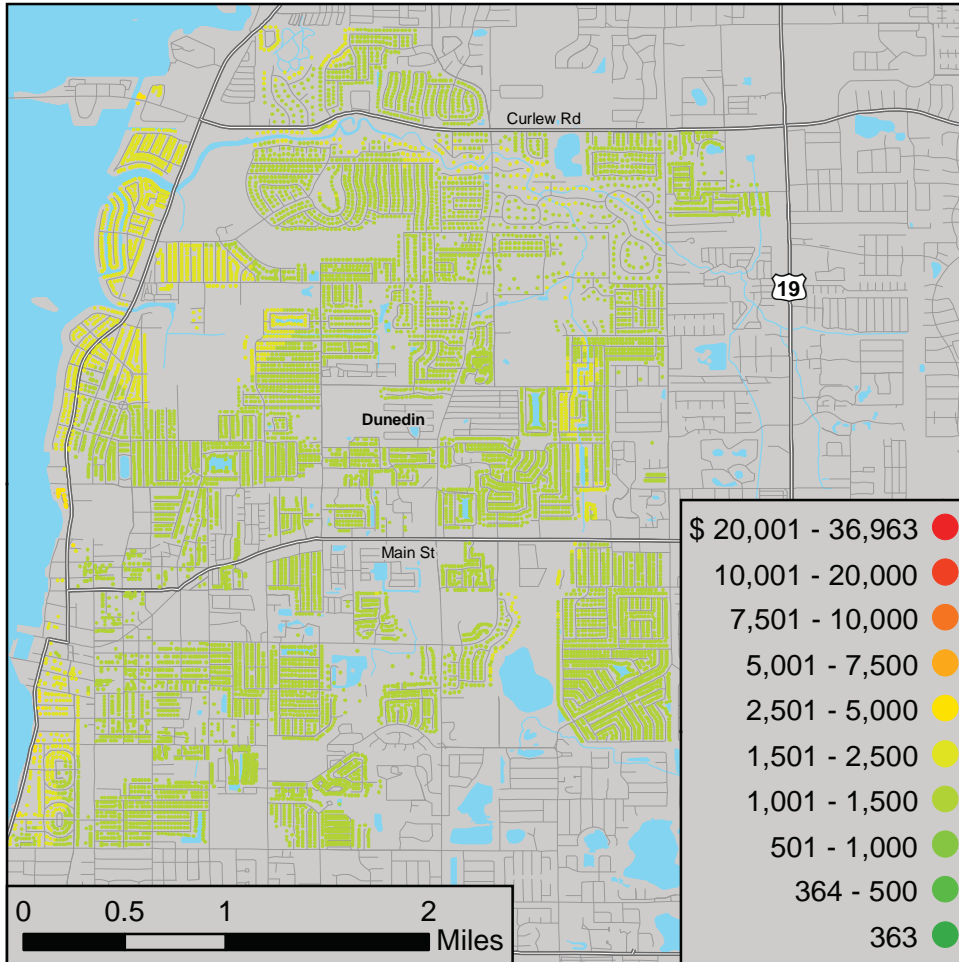 Curlew Rd
19
Dunedin
Main St
$ 20,001 - 36,963
10,001 - 20,000
7,501 - 10,000
5,001 - 7,500
2,501 - 5,000
1,501 - 2,500
1,001 - 1,500
501 - 1,000
364 - 500
363
0 0.5 1 2
Miles